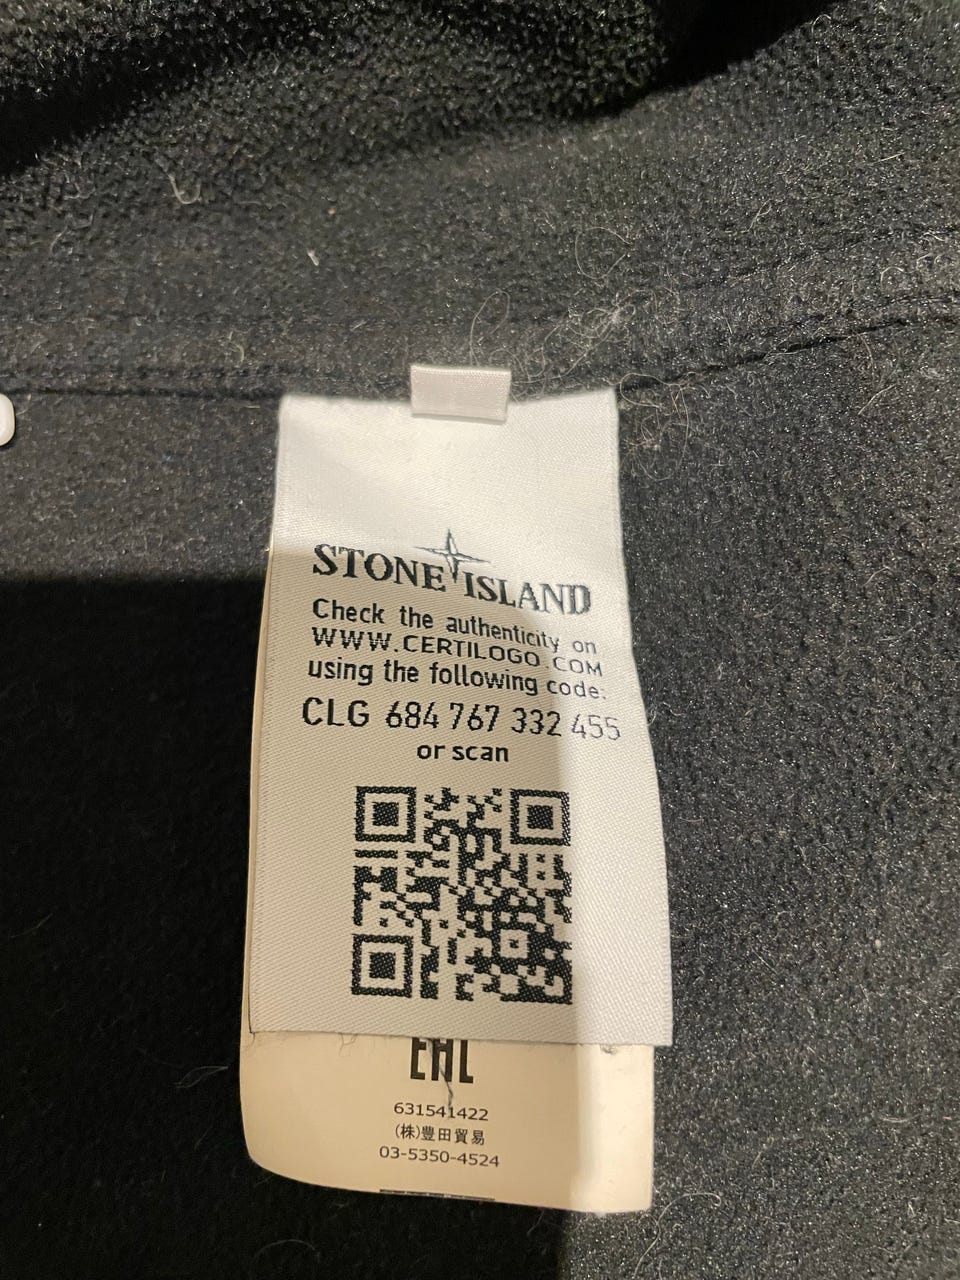 STONE ISLAND
Check the authenticity on
WWW.CERTILOGO.COM
using the following code:
CLG 684 767 332 455
or scan
EAC
631541422
(株)豊田貿易
03-5350-4524